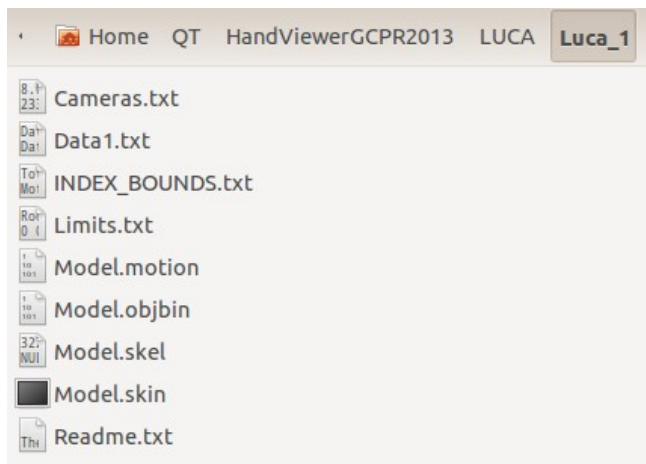 Home QT HandViewerGCPR2013 LUCA Luca_1
Cameras.txt
Data1.txt
INDEX_BOUNDS.txt
Limits.txt
Model.motion
Model.objbin
Model.skel
Model.skin
Readme.txt